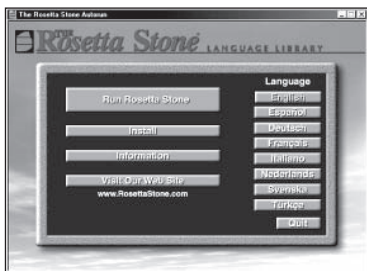 The Rosetta Stone Autorun
THE
Rosetta Stone LANGUAGE LIBRARY
Run Rosetta Stone
Install
Information
Visit Our Web Site
www.RosettaStone.com
Language
English
Español
Deutsch
Français
Italiano
Nederlands
Svenska
Türkçe
Quit